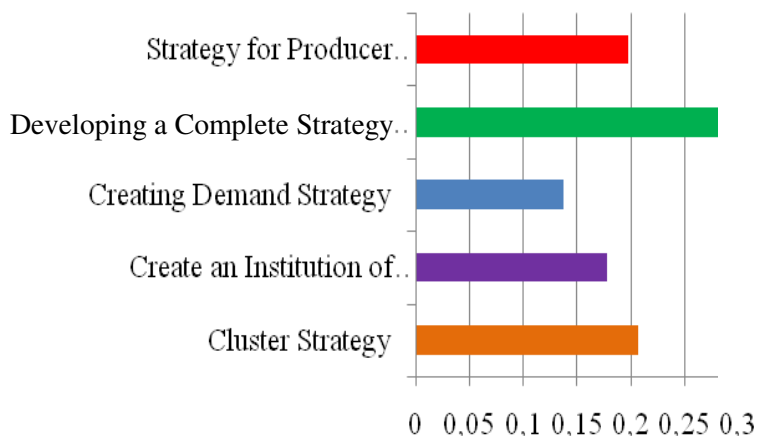 Strategy for Producer..
Developing a Complete Strategy..
Creating Demand Strategy
Create an Institution of..
Cluster Strategy
0 0,05 0,1 0,15 0,2 0,25 0,3